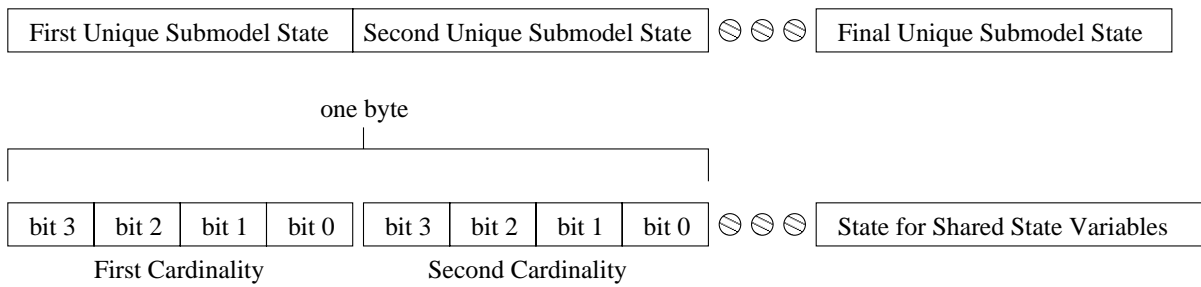 First Unique Submodel State Second Unique Submodel State Final Unique Submodel State
one byte
bit 3 bit 2 bit 1 bit 0 bit 3 bit 2 bit 1 bit 0 State for Shared State Variables
First Cardinality Second Cardinality